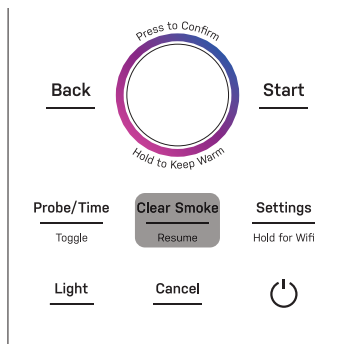 Press to Confirm
Back
Start
Hold to Keep Warm
Probe/Time
Clear Smoke
Settings
Toggle
Resume
Hold for Wifi
Light
Cancel